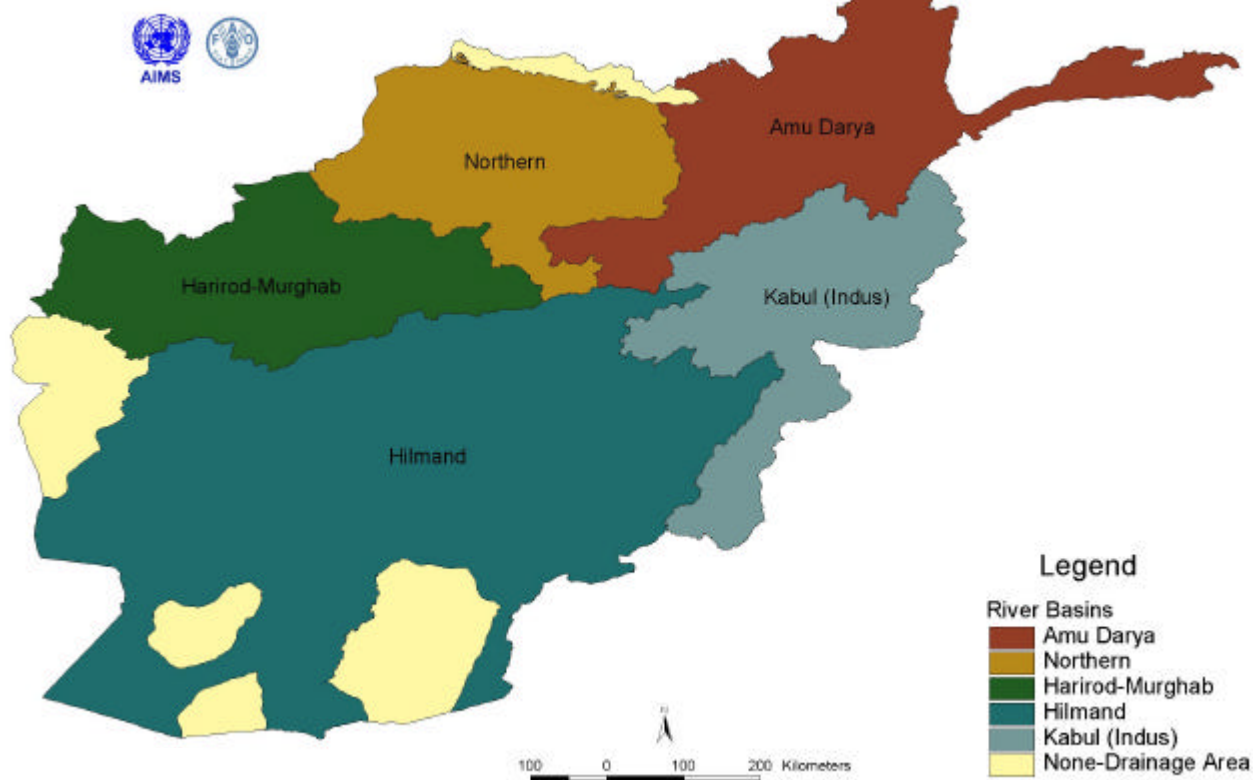 AIMS
F A O
Amu Darya
Northern
Harirod-Murghab
Kabul (Indus)
Hilmand
Legend
River Basins
Amu Darya
Northern
Harirod-Murghab
Hilmand
Kabul (Indus)
None-Drainage Area
N
100 0 100 200 Kilometers